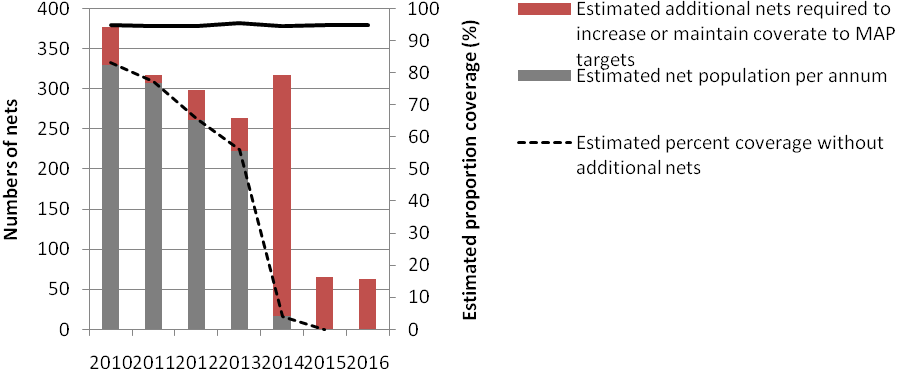 Numbers of nets
400
350
300
250
200
150
100
50
0
2010 2011 2012 2013 2014 2015 2016
100
90
80
70
60
50
40
30
20
10
0
Estimated proportion coverage (%)
Estimated additional nets required to
increase or maintain coverate to MAP
targets
Estimated net population per annum
Estimated percent coverage without
additional nets